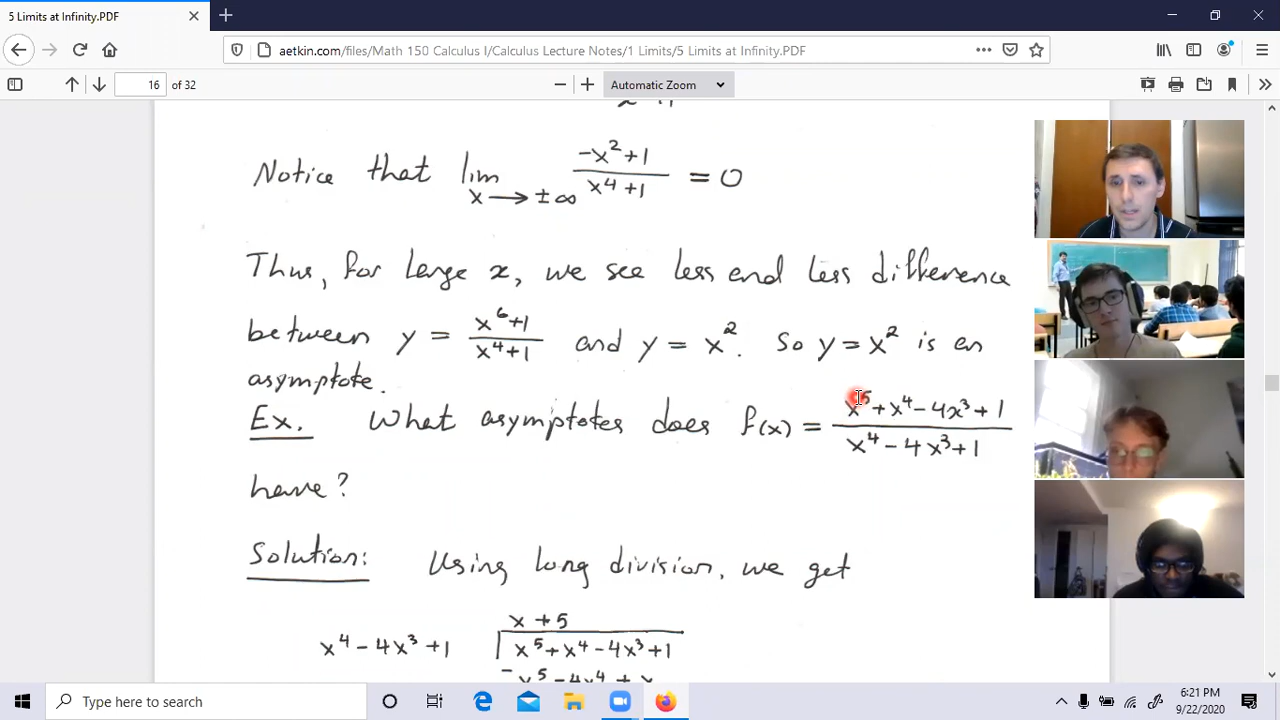 5 Limits at Infinity.PDF
aetkin.com/files/Math 150 Calculus I/Calculus Lecture Notes/1 Limits/5 Limits at Infinity.PDF
16 of 32
Automatic Zoom
Notice that lim x→±∞ (-x²+1)/(x⁴+1) = 0
Thus, for large x, we see less end less difference
between y = (x⁶+1)/(x⁴+1) and y = x². So y = x² is an
asymptote.
Ex. What asymptotes does f(x) = (x⁵+x⁴-4x³+1)/(x⁴-4x³+1)
have?
Solution: Using long division, we get
x + 5
x⁴-4x³+1 x⁵+x⁴-4x³+1
- x⁵-4x⁴ + x
Type here to search
6:21 PM
9/22/2020